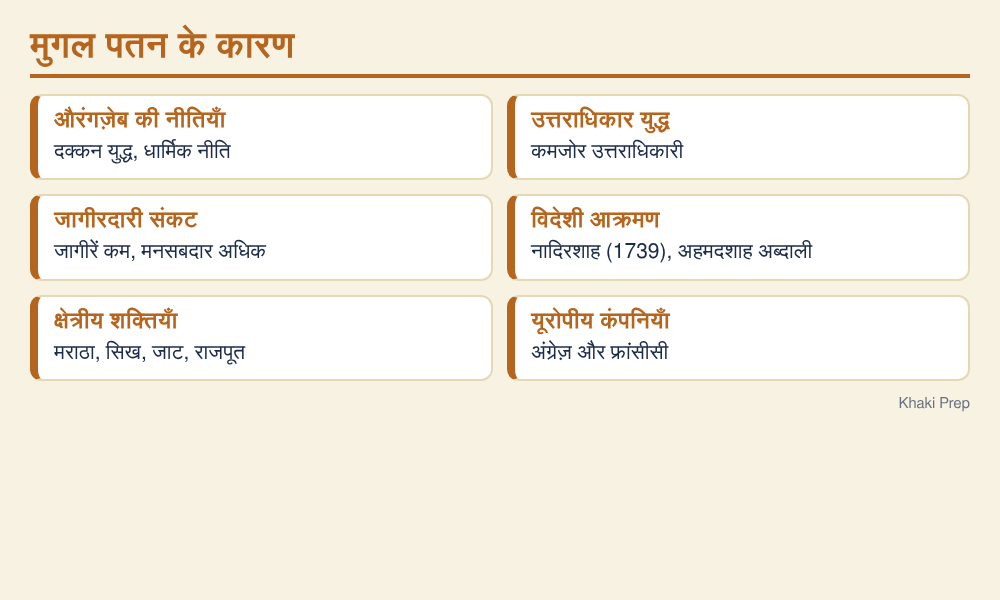 मुगल पतन के कारण
औरंगज़ेब की नीतियाँ
दक्कन युद्ध, धार्मिक नीति
उत्तराधिकार युद्ध
कमजोर उत्तराधिकारी
जागीरदारी संकट
जागीरें कम, मनसबदार अधिक
विदेशी आक्रमण
नादिरशाह (1739), अहमदशाह अब्दाली
क्षेत्रीय शक्तियाँ
मराठा, सिख, जाट, राजपूत
यूरोपीय कंपनियाँ
अंग्रेज़ और फ्रांसीसी
Khaki Prep